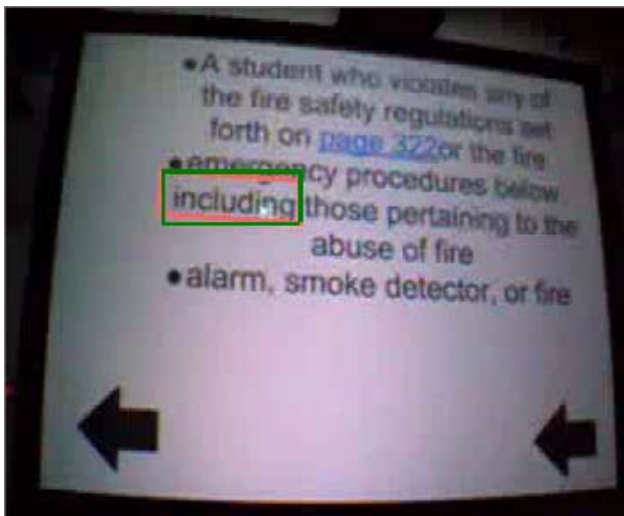 •A student who violates any of
the fire safety regulations set
forth on page 322or the fire
•emergency procedures below
including those pertaining to the
abuse of fire
•alarm, smoke detector, or fire